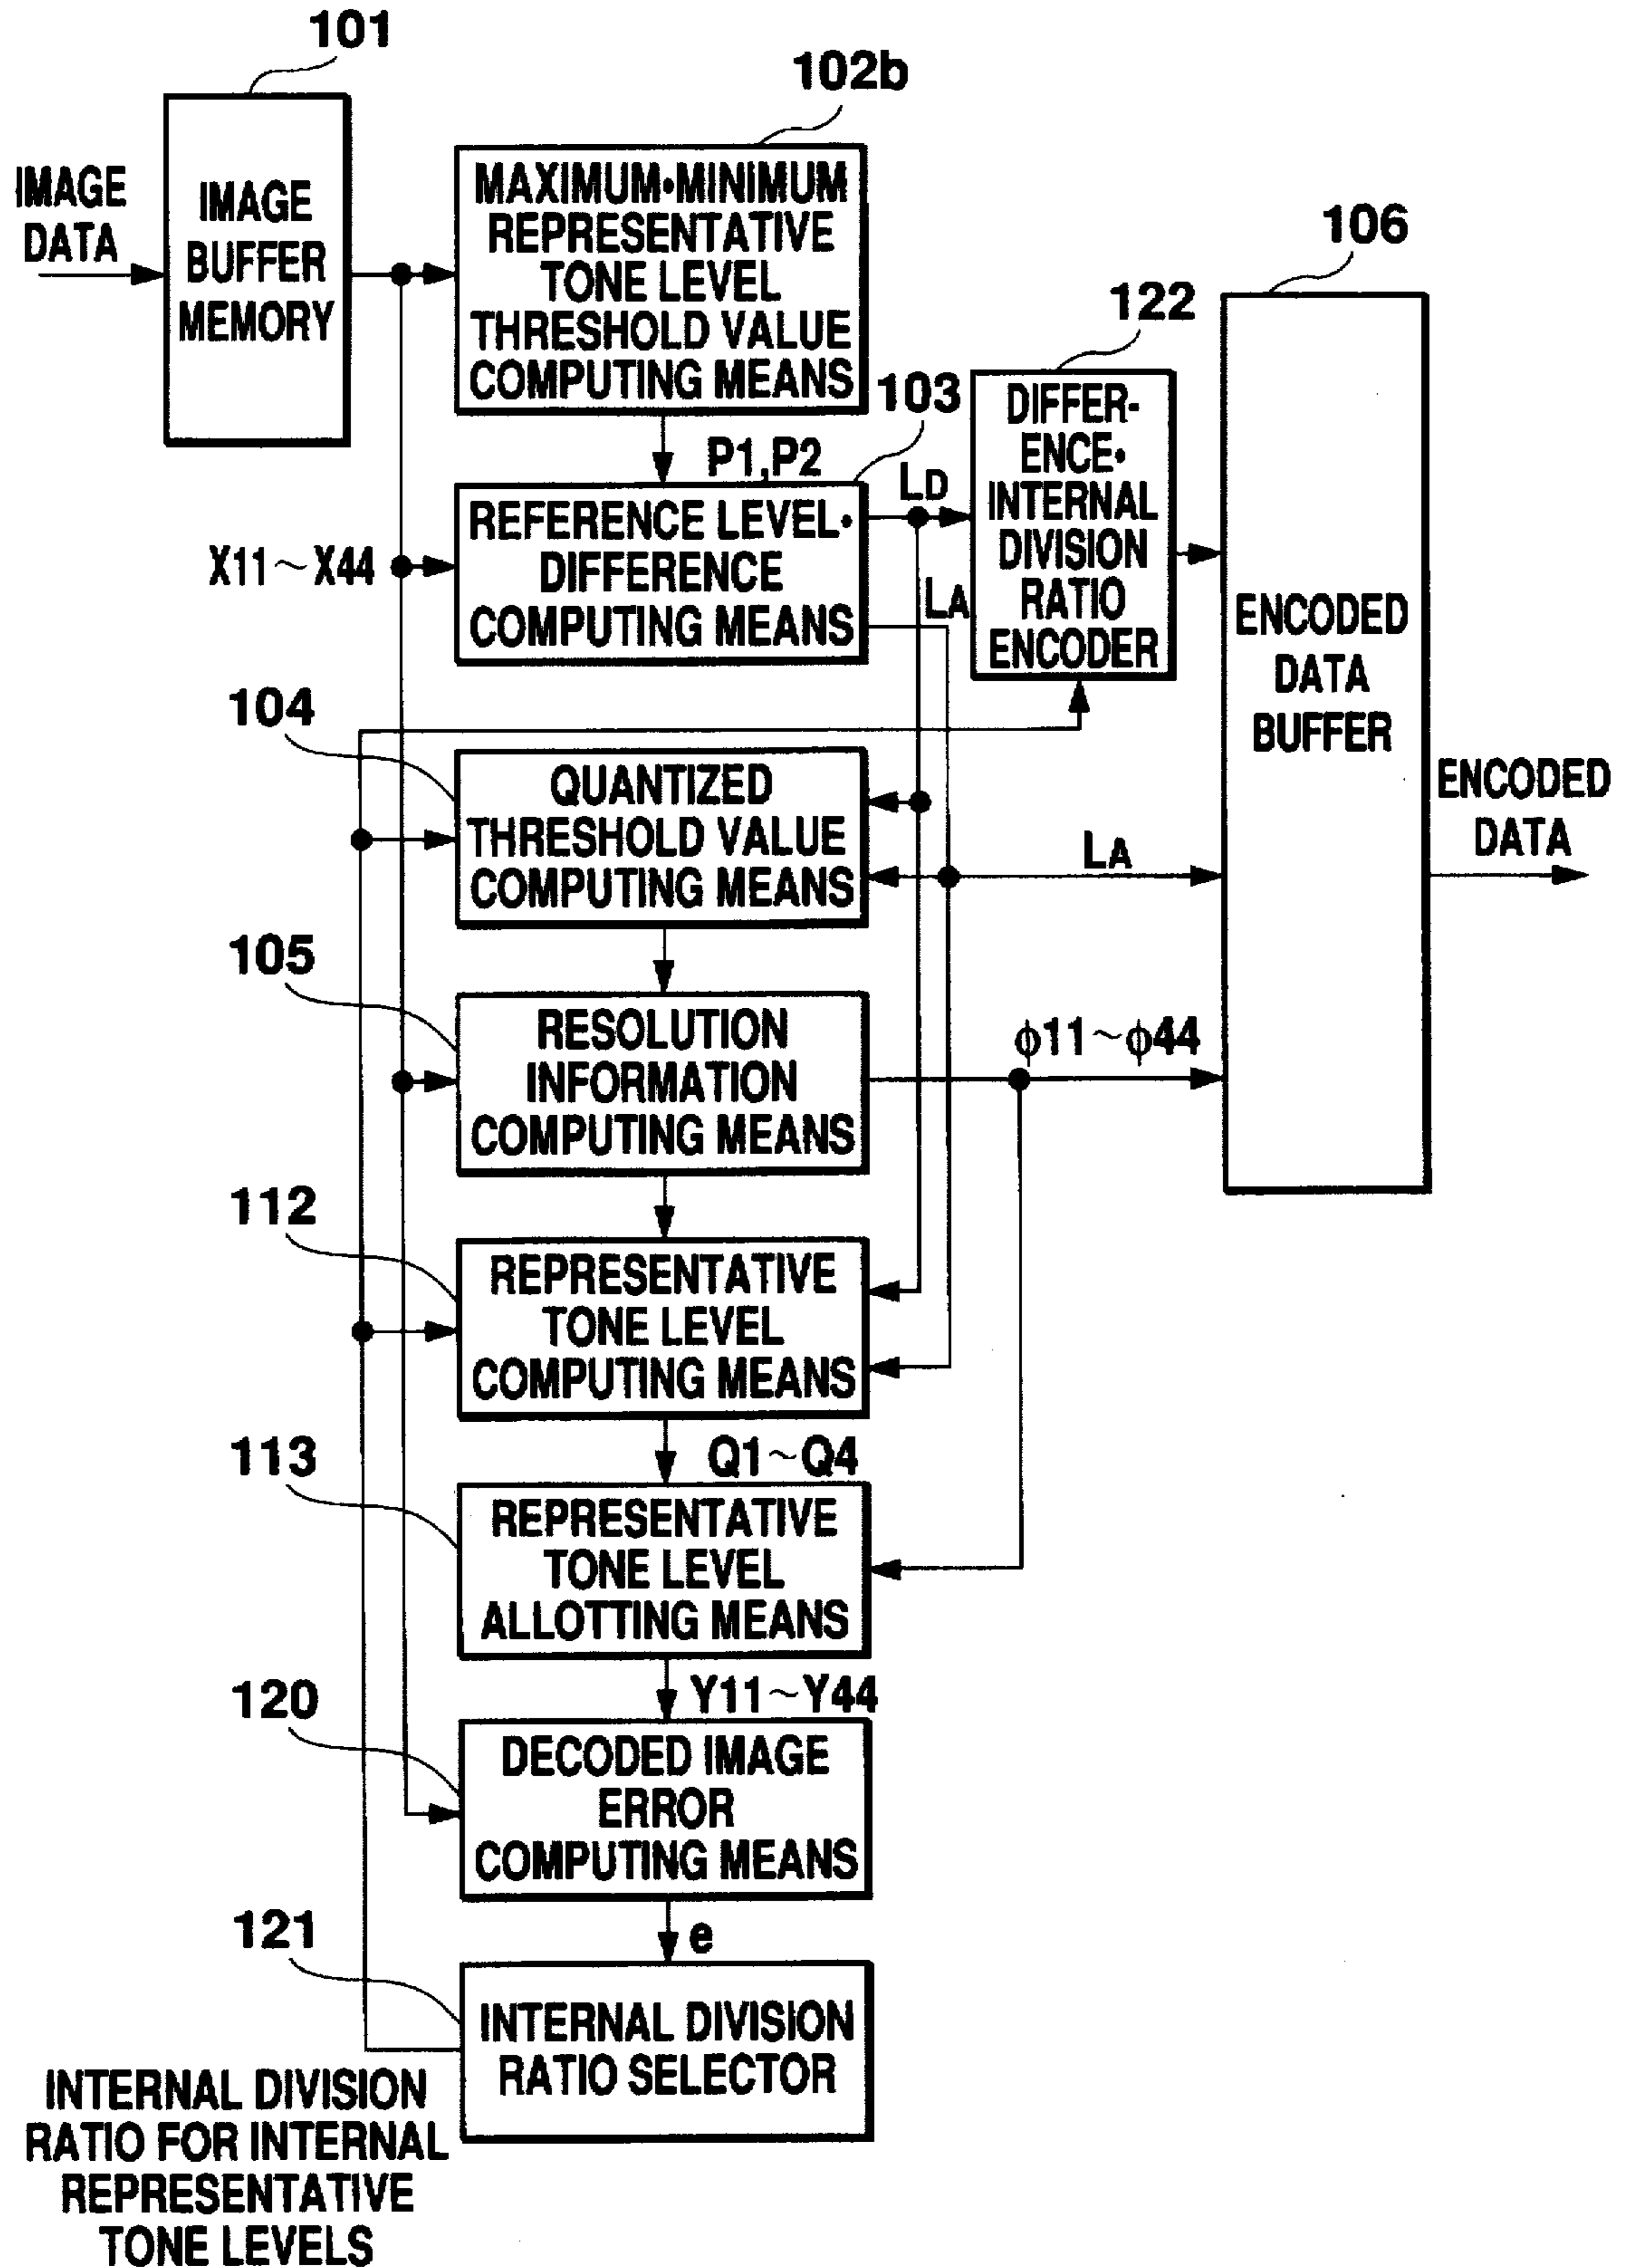 101
102b
IMAGE
DATA
IMAGE
BUFFER
MEMORY
MAXIMUM•MINIMUM
REPRESENTATIVE
TONE LEVEL
THRESHOLD VALUE
COMPUTING MEANS
106
122
103
P1,P2
LD
DIFFER-
ENCE•
INTERNAL
DIVISION
RATIO
ENCODER
X11~X44
REFERENCE LEVEL•
DIFFERENCE
COMPUTING MEANS
LA
ENCODED
DATA
BUFFER
104
QUANTIZED
THRESHOLD VALUE
COMPUTING MEANS
LA
ENCODED
DATA
105
RESOLUTION
INFORMATION
COMPUTING MEANS
ϕ11~ϕ44
112
REPRESENTATIVE
TONE LEVEL
COMPUTING MEANS
Q1~Q4
113
REPRESENTATIVE
TONE LEVEL
ALLOTTING MEANS
Y11~Y44
120
DECODED IMAGE
ERROR
COMPUTING MEANS
e
121
INTERNAL DIVISION
RATIO SELECTOR
INTERNAL DIVISION
RATIO FOR INTERNAL
REPRESENTATIVE
TONE LEVELS